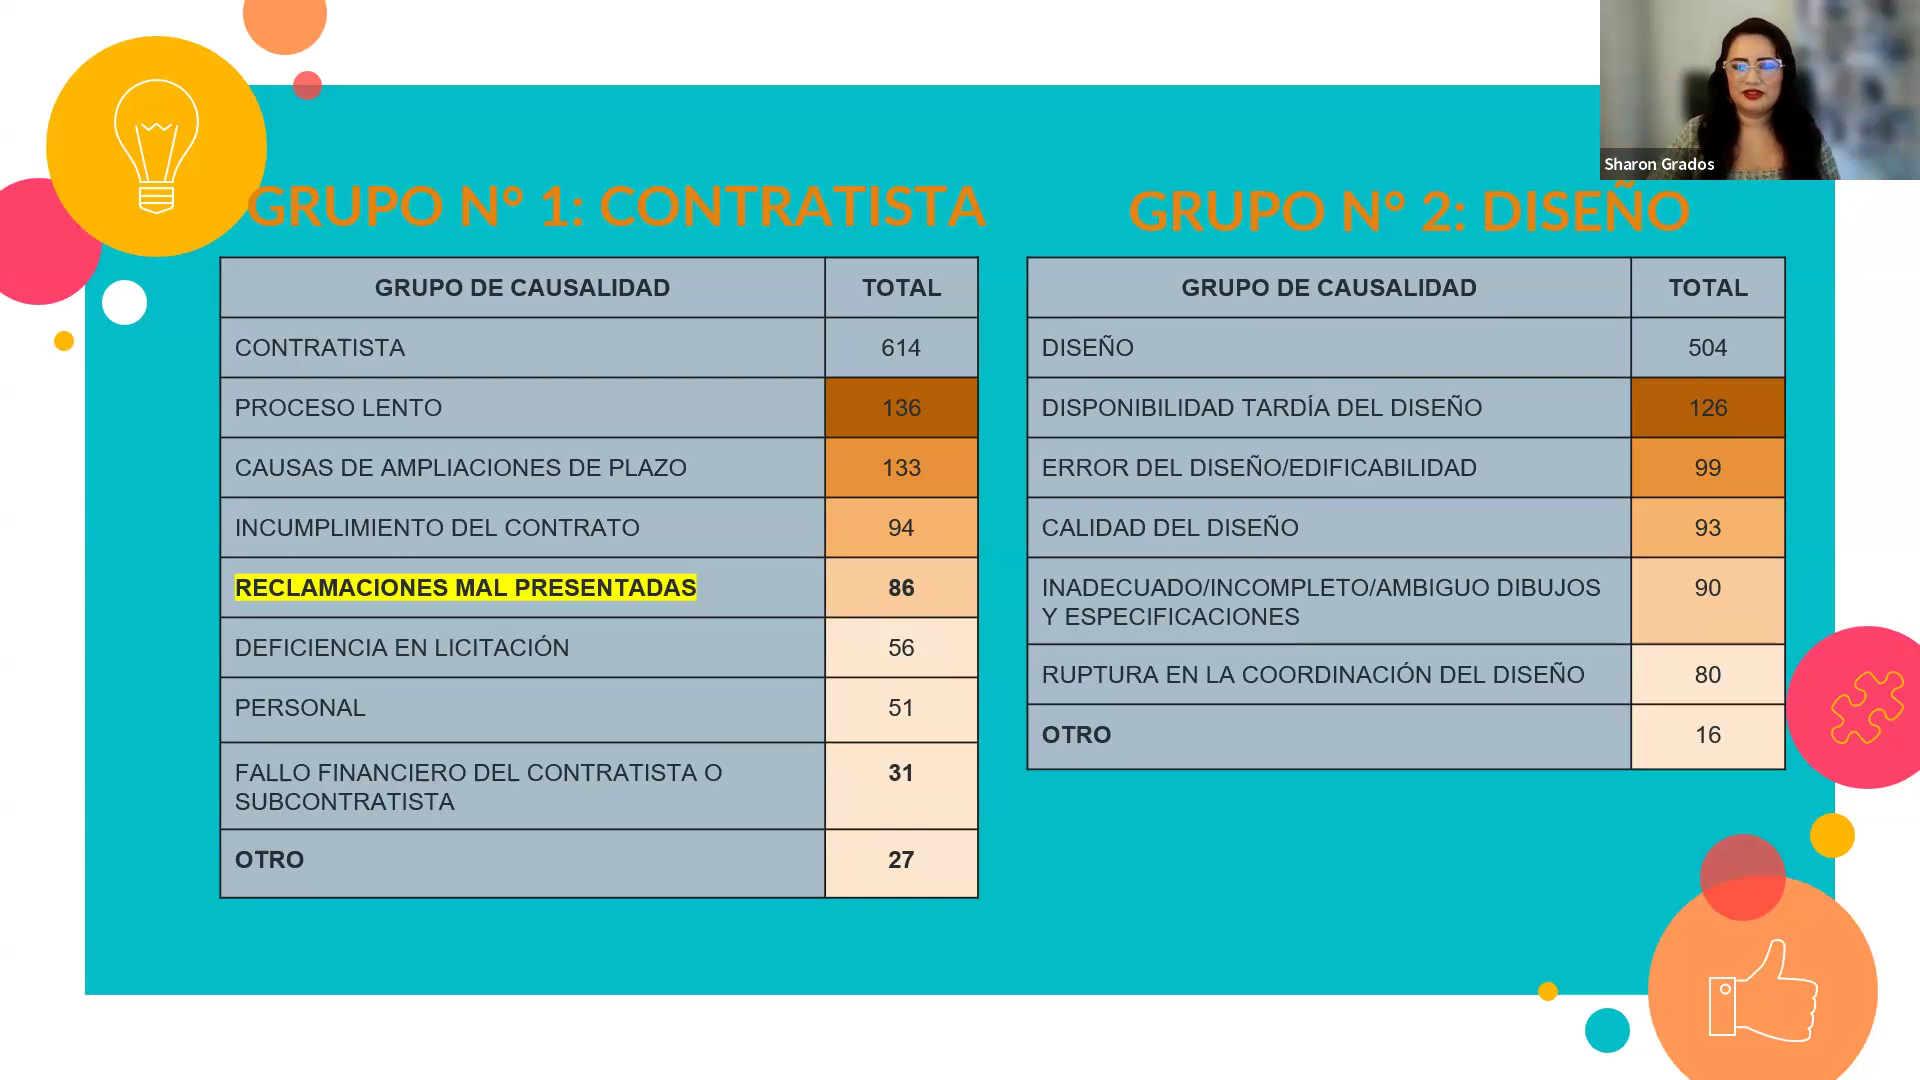 Sharon Grados
GRUPO N° 1: CONTRATISTA
GRUPO DE CAUSALIDAD TOTAL
CONTRATISTA 614
PROCESO LENTO 136
CAUSAS DE AMPLIACIONES DE PLAZO 133
INCUMPLIMIENTO DEL CONTRATO 94
RECLAMACIONES MAL PRESENTADAS 86
DEFICIENCIA EN LICITACIÓN 56
PERSONAL 51
FALLO FINANCIERO DEL CONTRATISTA O 31
SUBCONTRATISTA
OTRO 27
GRUPO N° 2: DISEÑO
GRUPO DE CAUSALIDAD TOTAL
DISEÑO 504
DISPONIBILIDAD TARDÍA DEL DISEÑO 126
ERROR DEL DISEÑO/EDIFICABILIDAD 99
CALIDAD DEL DISEÑO 93
INADECUADO/INCOMPLETO/AMBIGUO DIBUJOS 90
Y ESPECIFICACIONES
RUPTURA EN LA COORDINACIÓN DEL DISEÑO 80
OTRO 16